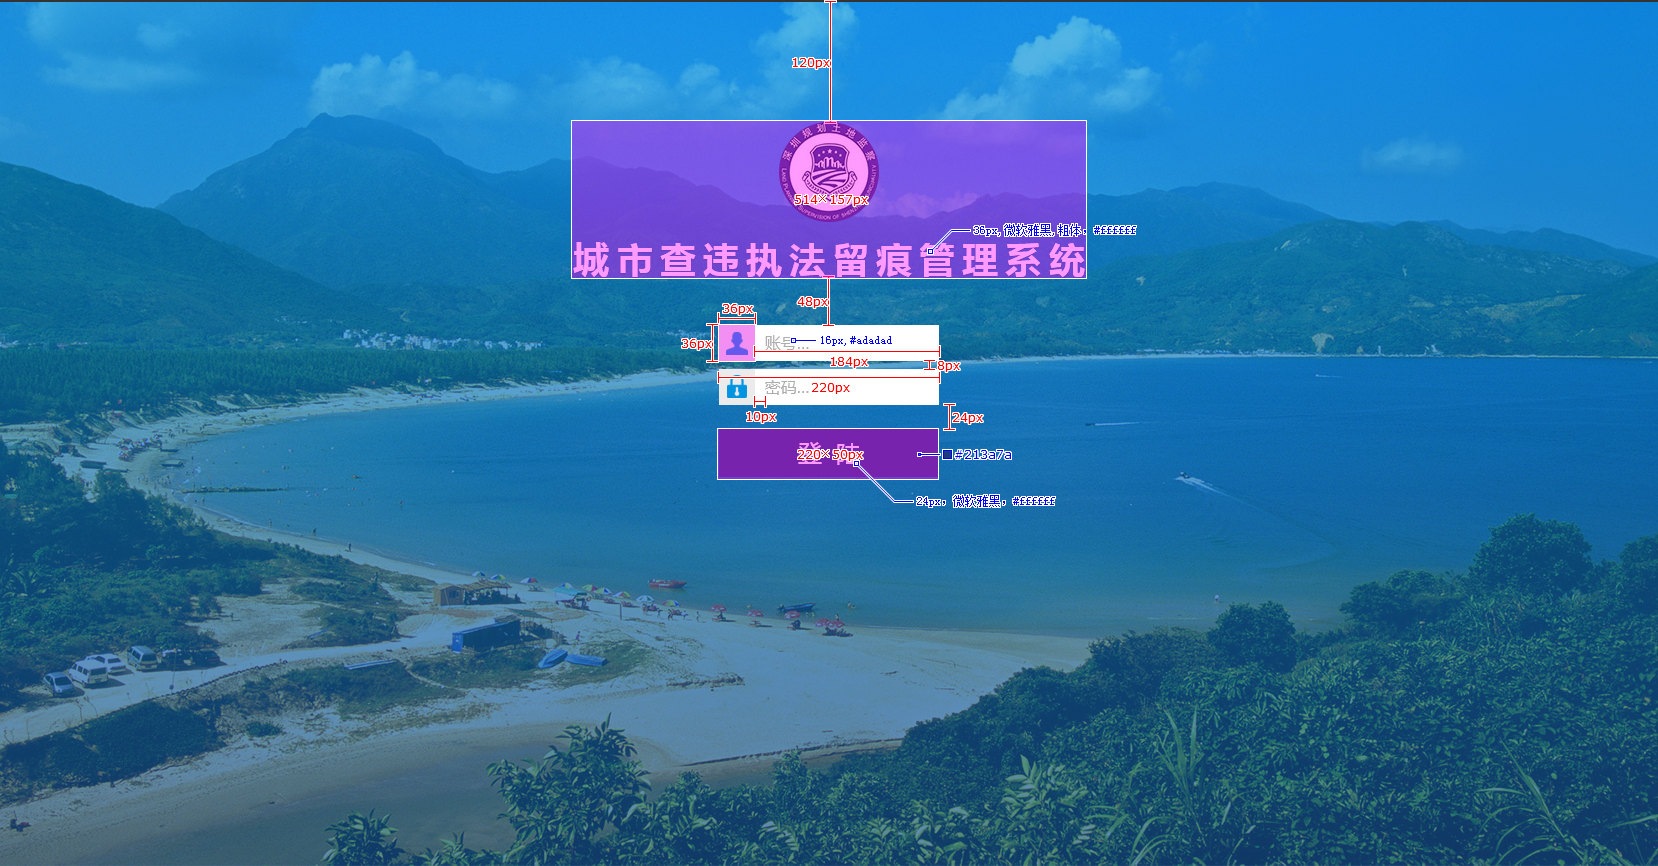 120px
深圳规划土地监察
514×157px
36px,微软雅黑,粗体,#ffffff
城市查违执法留痕管理系统
48px
36px
36px
账号...
16px,#adadad
184px
8px
密码...
220px
10px
24px
登陆
220×50px
#213a7a
24px,微软雅黑,#ffffff